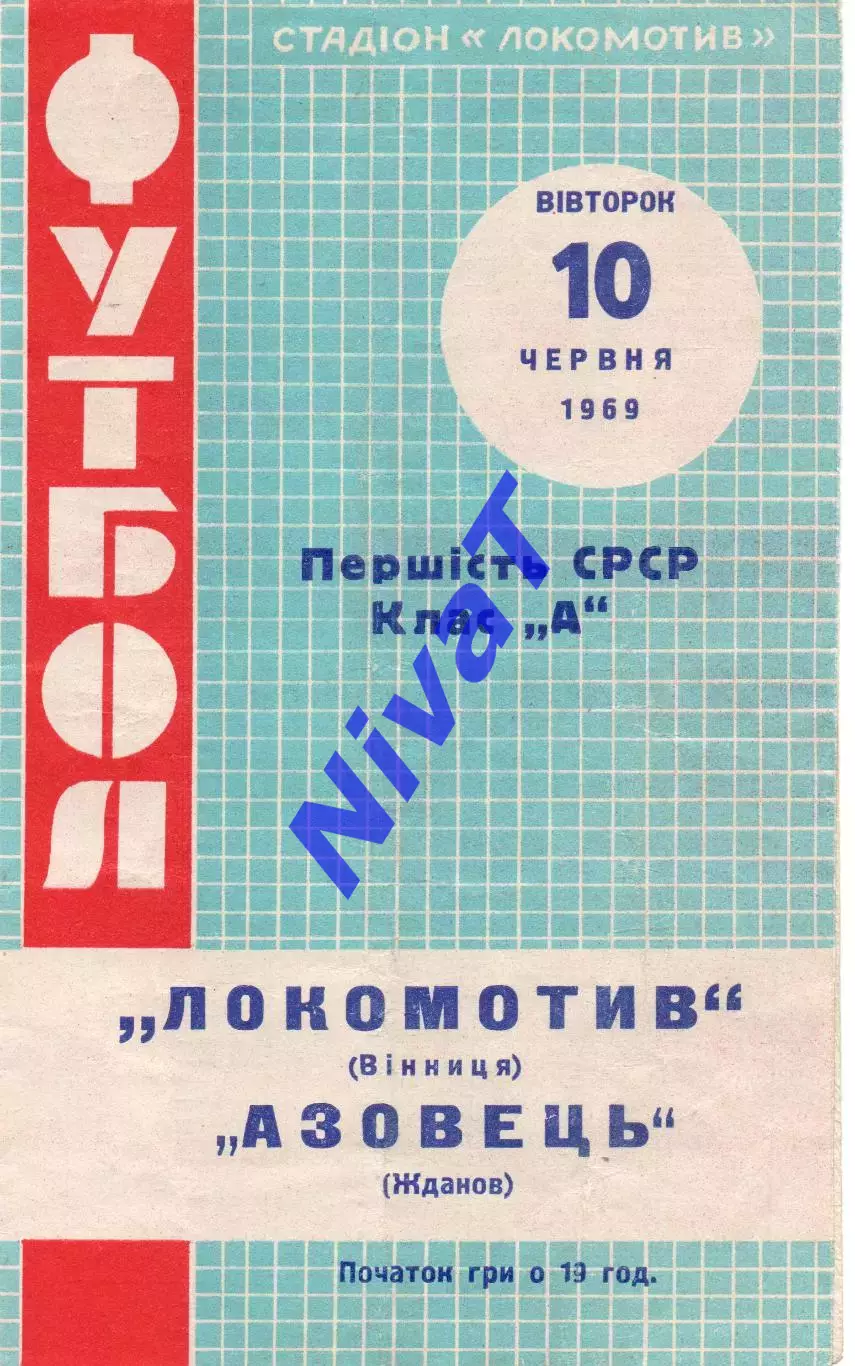 СТАДІОН « ЛОКОМОТИВ»
ФУТБОЛ
ВІВТОРОК
10
ЧЕРВНЯ
1969
Першість СРСР
Клас „А“
NivaT
„ЛОКОМОТИВ“
(Вінниця)
„АЗОВЕЦЬ“
(Жданов)
Початок гри о 19 год.